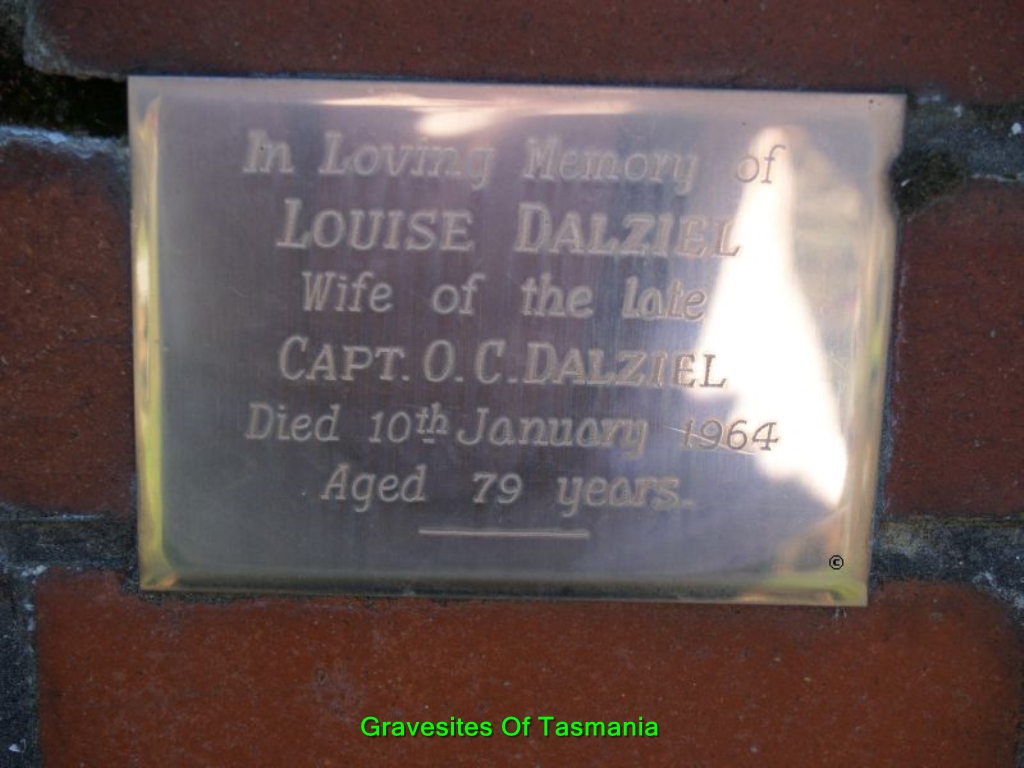 In Loving Memory of
LOUISE DALZIEL
Wife of the late
CAPT. O. C. DALZIEL
Died 10th January 1964
Aged 79 years.
©
Gravesites Of Tasmania